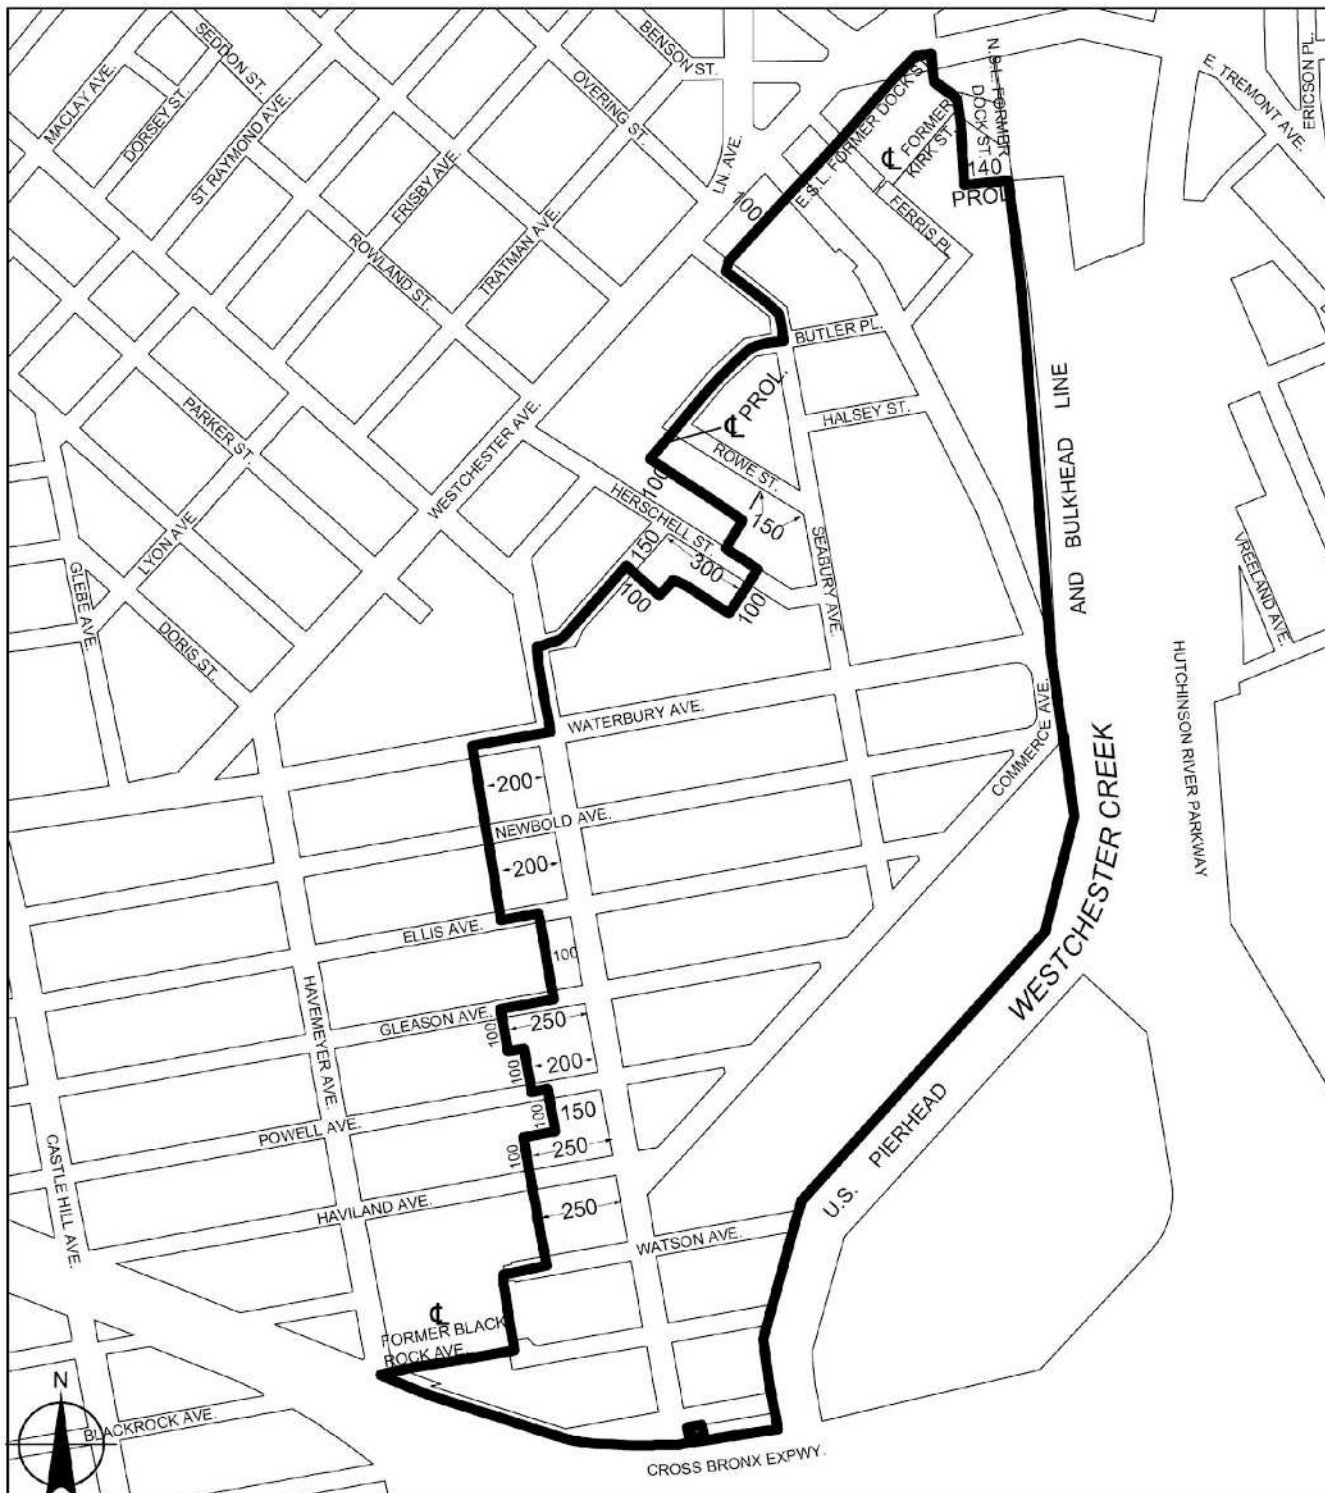 SEDDON ST.
BENSON ST.
MACLAY AVE.
DORSEY ST.
ST RAYMOND AVE.
OVERING ST.
N.S.L. FORMER
DOCK ST.
E. TREMONT AVE.
ERICSON PL.
E.S.L. FORMER DOCK ST.
℄ FORMER
KIRK ST.
140
PROL
FRISBY AVE.
LN. AVE.
100
FERRIS PL
TRATMAN AVE.
ROWLAND ST.
BUTLER PL.
PARKER ST.
WESTCHESTER AVE.
℄ PROL.
HALSEY ST.
ROWE ST.
100
150
HERSCHELL ST.
SEABURY AVE.
150
300
100
100
LYON AVE
GLEBE AVE.
DORIS ST.
AND BULKHEAD LINE
VREELAND AVE.
HUTCHINSON RIVER PARKWAY
WATERBURY AVE.
COMMERCE AVE.
200
NEWBOLD AVE.
200
WESTCHESTER CREEK
ELLIS AVE.
100
HAVEMEYER AVE.
GLEASON AVE.
100
250
100
200
100
150
POWELL AVE.
100
250
U.S. PIERHEAD
CASTLE HILL AVE.
HAVILAND AVE.
250
WATSON AVE.
℄
FORMER BLACK
ROCK AVE.
N
BLACKROCK AVE.
CROSS BRONX EXPWY.